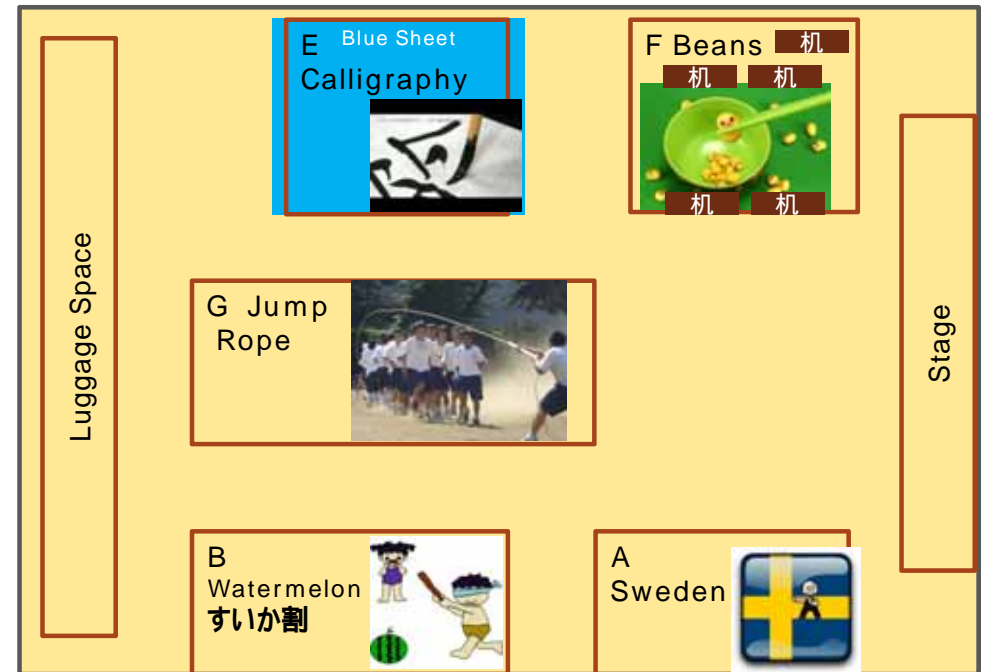 E
Blue Sheet
Calligraphy
F Beans
机
机 机
机 机
Luggage Space
G Jump
Rope
Stage
B
Watermelon
すいか割
A
Sweden